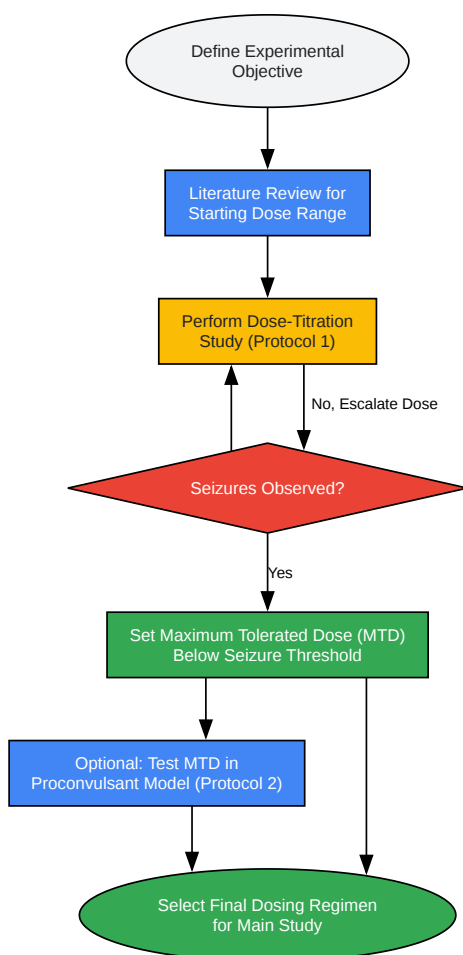 Define Experimental
Objective
Literature Review for
Starting Dose Range
Perform Dose-Titration
Study (Protocol 1)
No, Escalate Dose
Seizures Observed?
Yes
Set Maximum Tolerated Dose (MTD)
Below Seizure Threshold
Optional: Test MTD in
Proconvulsant Model (Protocol 2)
Select Final Dosing Regimen
for Main Study